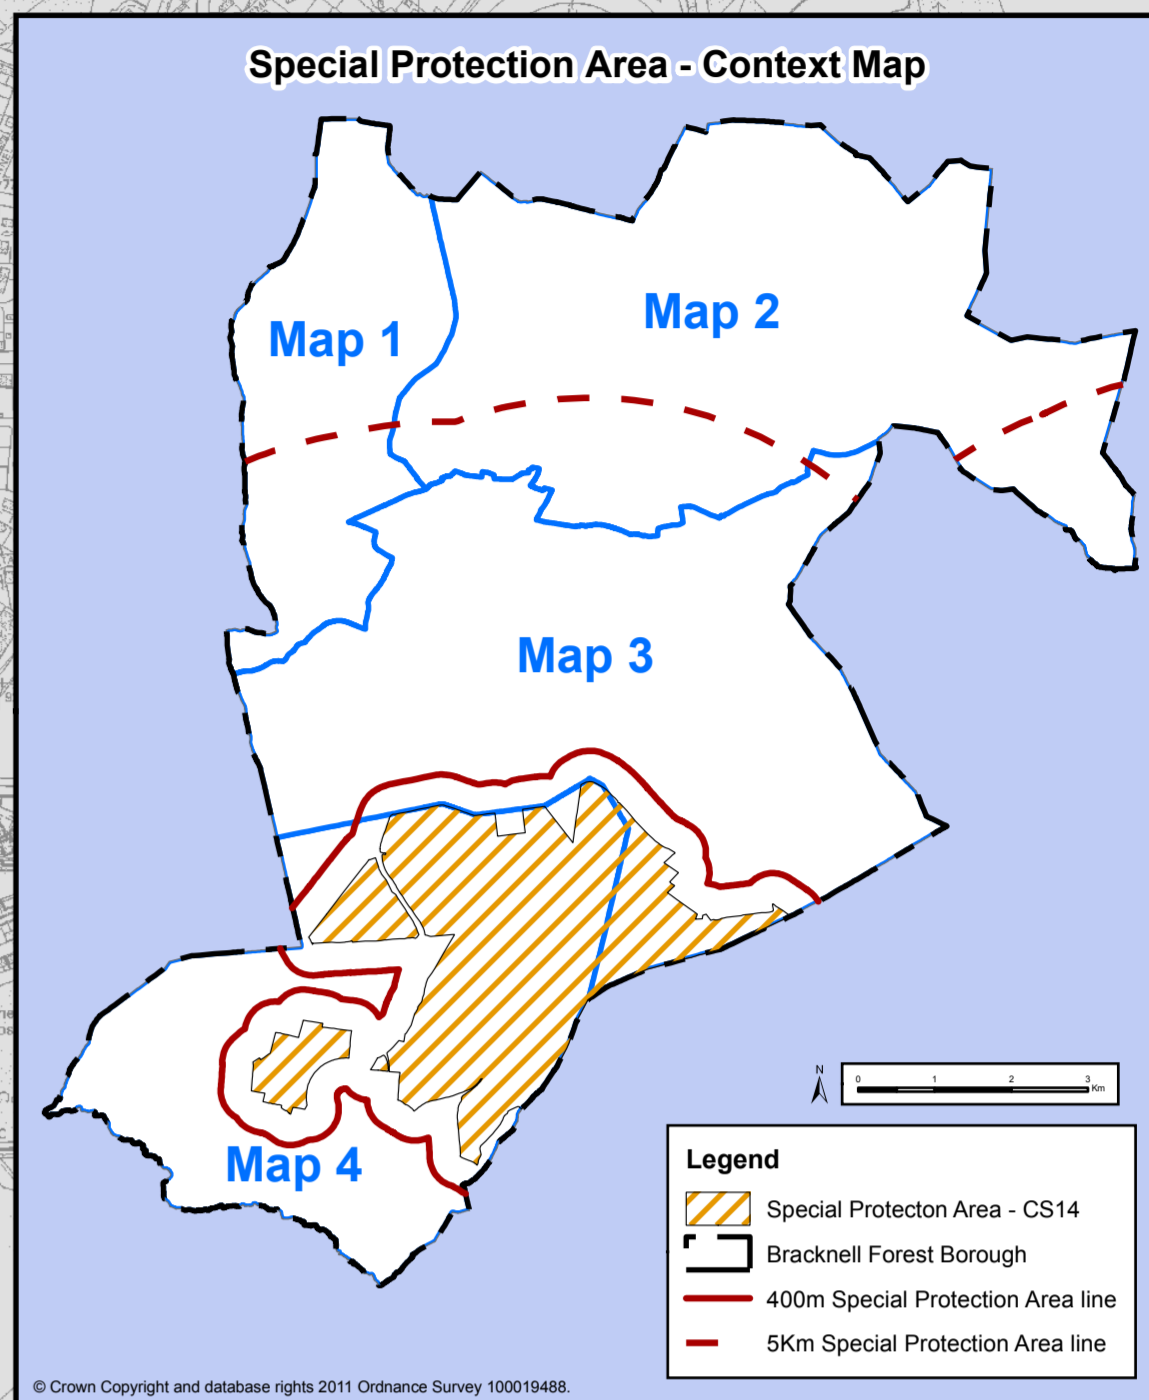 Special Protection Area - Context Map
Map 1
Map 2
Map 3
Map 4
N
0 1 2 3
Km
Legend
Special Protecton Area - CS14
Bracknell Forest Borough
400m Special Protection Area line
5Km Special Protection Area line
© Crown Copyright and database rights 2011 Ordnance Survey 100019488.